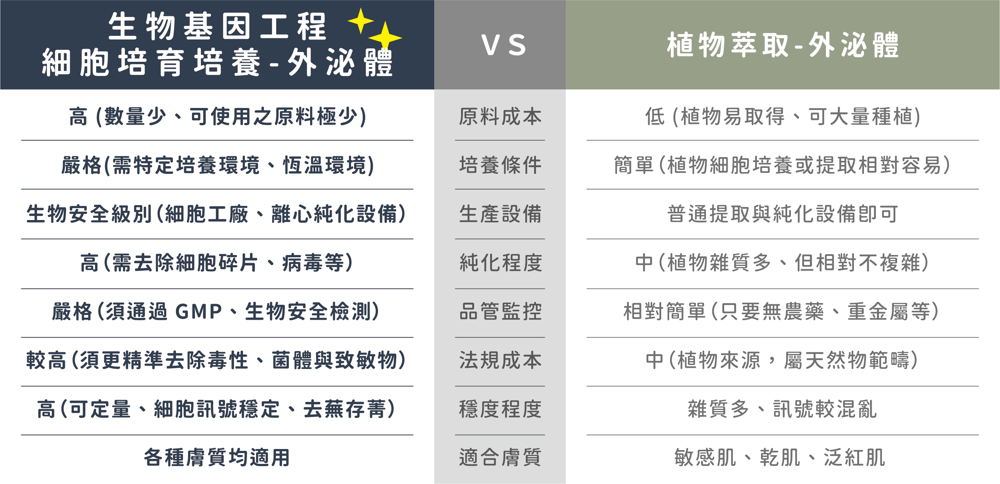 生物基因工程
細胞培育培養-外泌體
VS
植物萃取-外泌體
高 (數量少、可使用之原料極少)
原料成本
低 (植物易取得、可大量種植)
嚴格(需特定培養環境、恆溫環境)
培養條件
簡單(植物細胞培養或提取相對容易)
生物安全級別(細胞工廠、離心純化設備)
生產設備
普通提取與純化設備即可
高(需去除細胞碎片、病毒等)
純化程度
中(植物雜質多、但相對不複雜)
嚴格(須通過 GMP、生物安全檢測)
品管監控
相對簡單(只要無農藥、重金屬等)
較高(須更精準去除毒性、菌體與致敏物)
法規成本
中(植物來源，屬天然物範疇)
高(可定量、細胞訊號穩定、去蕪存菁)
穩度程度
雜質多、訊號較混亂
各種膚質均適用
適合膚質
敏感肌、乾肌、泛紅肌